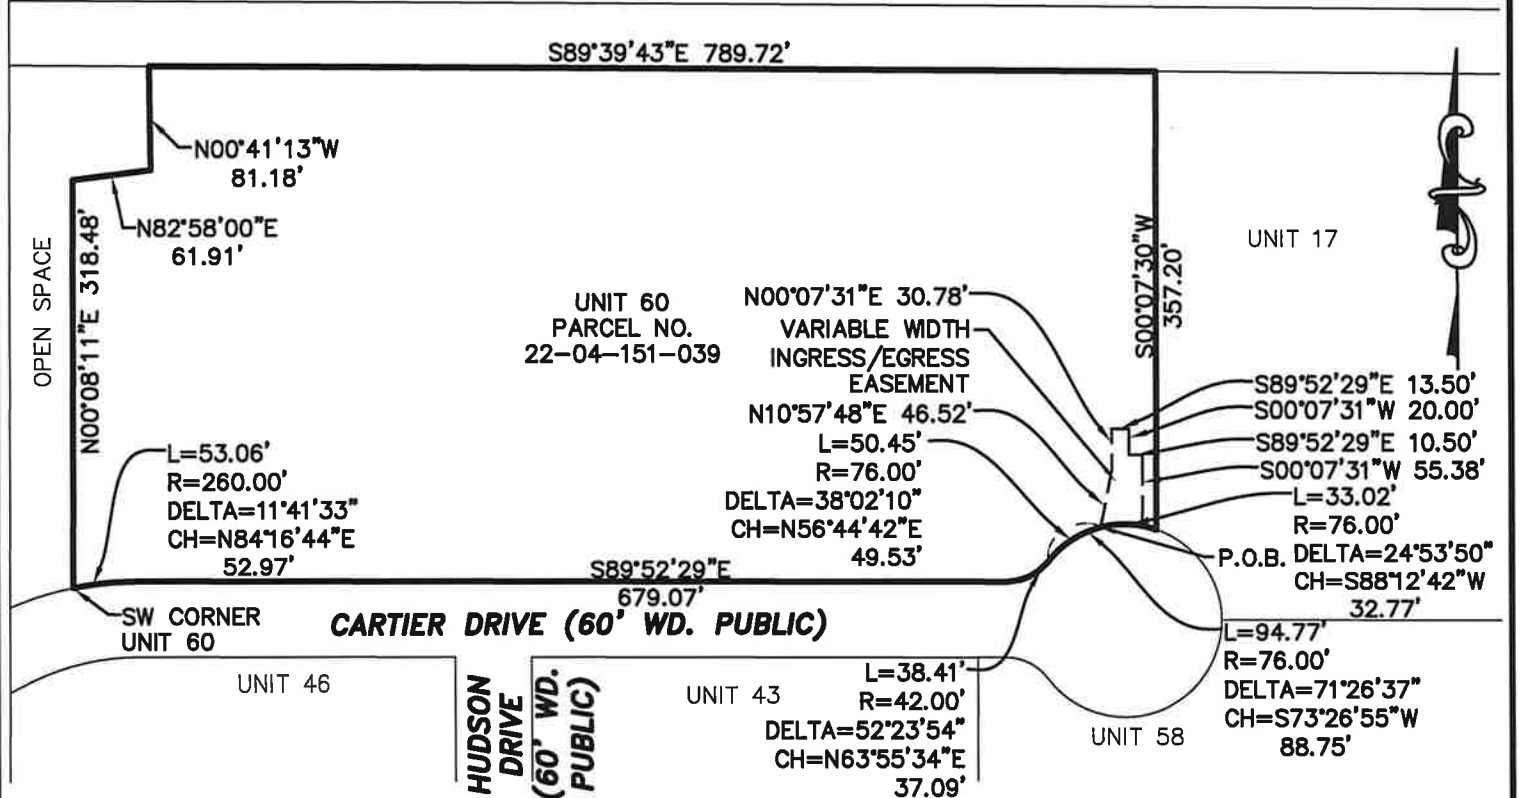 S89°39'43"E 789.72'
N00°41'13"W
81.18'
N82°58'00"E
61.91'
OPEN SPACE
N00°08'11"E 318.48'
UNIT 60
PARCEL NO.
22-04-151-039
N00°07'31"E 30.78'
VARIABLE WIDTH
INGRESS/EGRESS
EASEMENT
N10°57'48"E 46.52'
L=50.45'
R=76.00'
DELTA=38°02'10"
CH=N56°44'42"E
49.53'
S00°07'30"W
357.20'
UNIT 17
S89°52'29"E 13.50'
S00°07'31"W 20.00'
S89°52'29"E 10.50'
S00°07'31"W 55.38'
L=33.02'
R=76.00'
P.O.B.
DELTA=24°53'50"
CH=S88°12'42"W
32.77'
L=53.06'
R=260.00'
DELTA=11°41'33"
CH=N84°16'44"E
52.97'
S89°52'29"E
679.07'
SW CORNER
UNIT 60
CARTIER DRIVE (60' WD. PUBLIC)
UNIT 46
HUDSON
DRIVE
(60' WD.
PUBLIC)
UNIT 43
L=38.41'
R=42.00'
DELTA=52°23'54"
CH=N63°55'34"E
37.09'
UNIT 58
L=94.77'
R=76.00'
DELTA=71°26'37"
CH=S73°26'55"W
88.75'